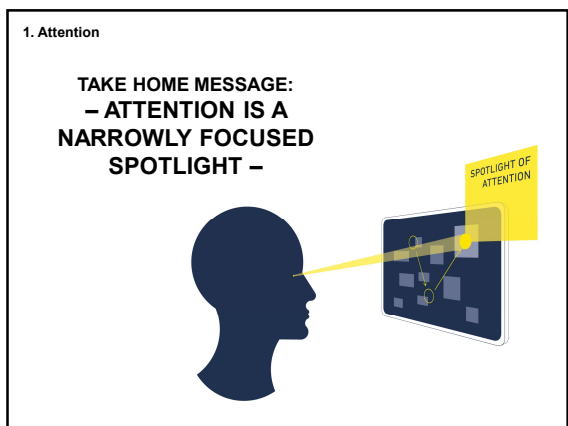 1. Attention
TAKE HOME MESSAGE:
– ATTENTION IS A
NARROWLY FOCUSED
SPOTLIGHT –
SPOTLIGHT OF
ATTENTION